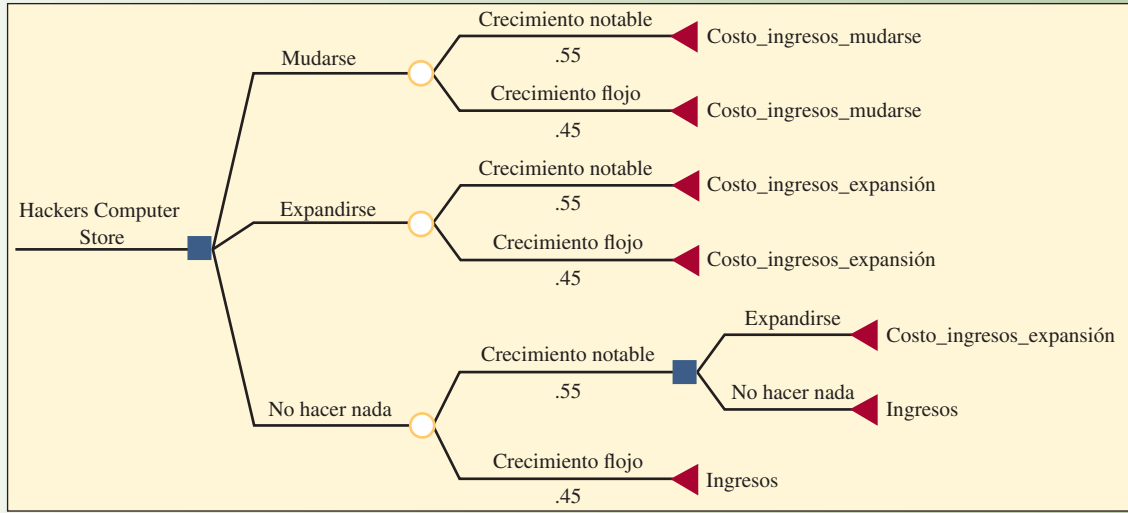 Crecimiento notable
.55
Costo_ingresos_mudarse
Mudarse
Crecimiento flojo
.45
Costo_ingresos_mudarse
Crecimiento notable
.55
Costo_ingresos_expansión
Hackers Computer
Store
Expandirse
Crecimiento flojo
.45
Costo_ingresos_expansión
Expandirse
Costo_ingresos_expansión
Crecimiento notable
.55
No hacer nada
Ingresos
No hacer nada
Crecimiento flojo
.45
Ingresos